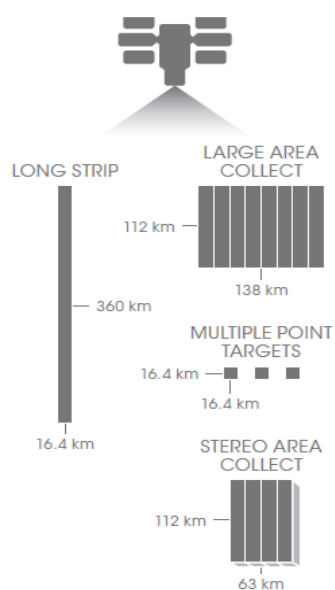 LONG STRIP
360 km
16.4 km
LARGE AREA
COLLECT
112 km
138 km
MULTIPLE POINT
TARGETS
16.4 km
16.4 km
STEREO AREA
COLLECT
112 km
63 km